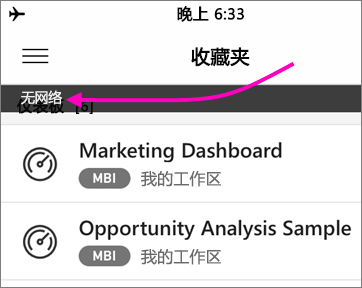 晚上 6:33
收藏夹
无网络
仪表板 [6]
Marketing Dashboard
MBI 我的工作区
Opportunity Analysis Sample
MBI 我的工作区